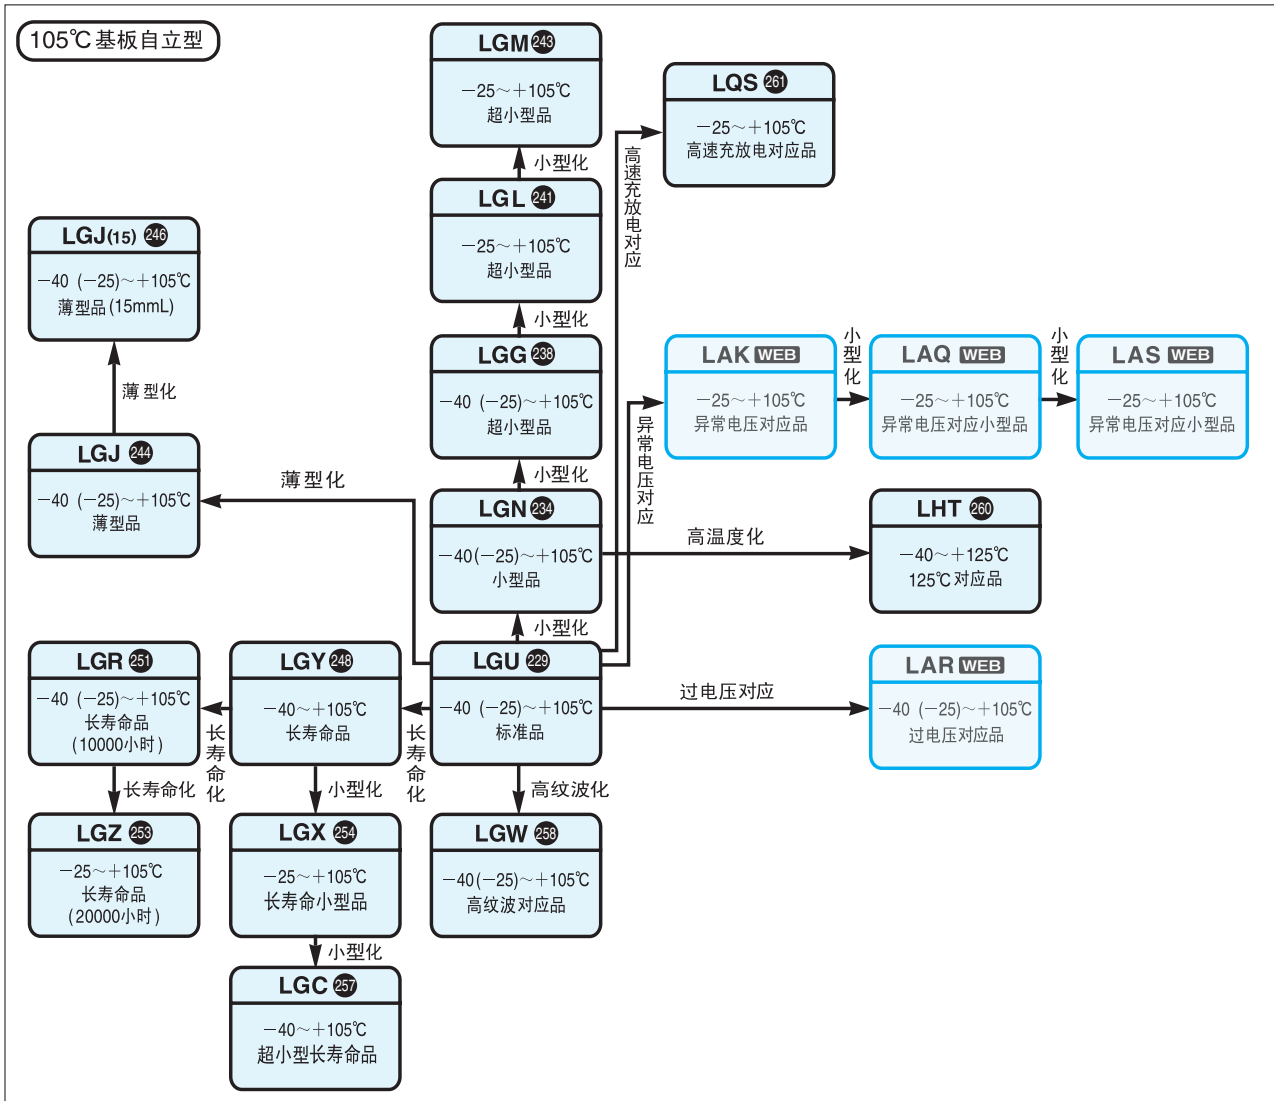 105℃基板自立型
LGM 243
−25～+105℃
超小型品
小型化
LQS 261
−25～+105℃
高速充放电对应品
高速充放电对应
LGL 241
−25～+105℃
超小型品
小型化
LGJ(15) 246
−40 (−25)～+105℃
薄型品(15mmL)
薄型化
LGG 238
−40 (−25)～+105℃
超小型品
小型化
LAK WEB
−25～+105℃
异常电压对应品
小型化
LAQ WEB
−25～+105℃
异常电压对应小型品
小型化
LAS WEB
−25～+105℃
异常电压对应小型品
异常电压对应
LGJ 244
−40 (−25)～+105℃
薄型品
薄型化
LGN 234
−40(−25)～+105℃
小型品
小型化
高温度化
LHT 260
−40～+125℃
125℃对应品
LGR 251
−40 (−25)～+105℃
长寿命品
(10000小时)
长寿命化
LGY 248
−40～+105℃
长寿命品
长寿命化
LGU 229
−40 (−25)～+105℃
标准品
过电压对应
LAR WEB
−40 (−25)～+105℃
过电压对应品
长寿命化
小型化
高纹波化
LGZ 253
−25～+105℃
长寿命品
(20000小时)
LGX 254
−25～+105℃
长寿命小型品
LGW 258
−40(−25)～+105℃
高纹波对应品
小型化
LGC 257
−40～+105℃
超小型长寿命品